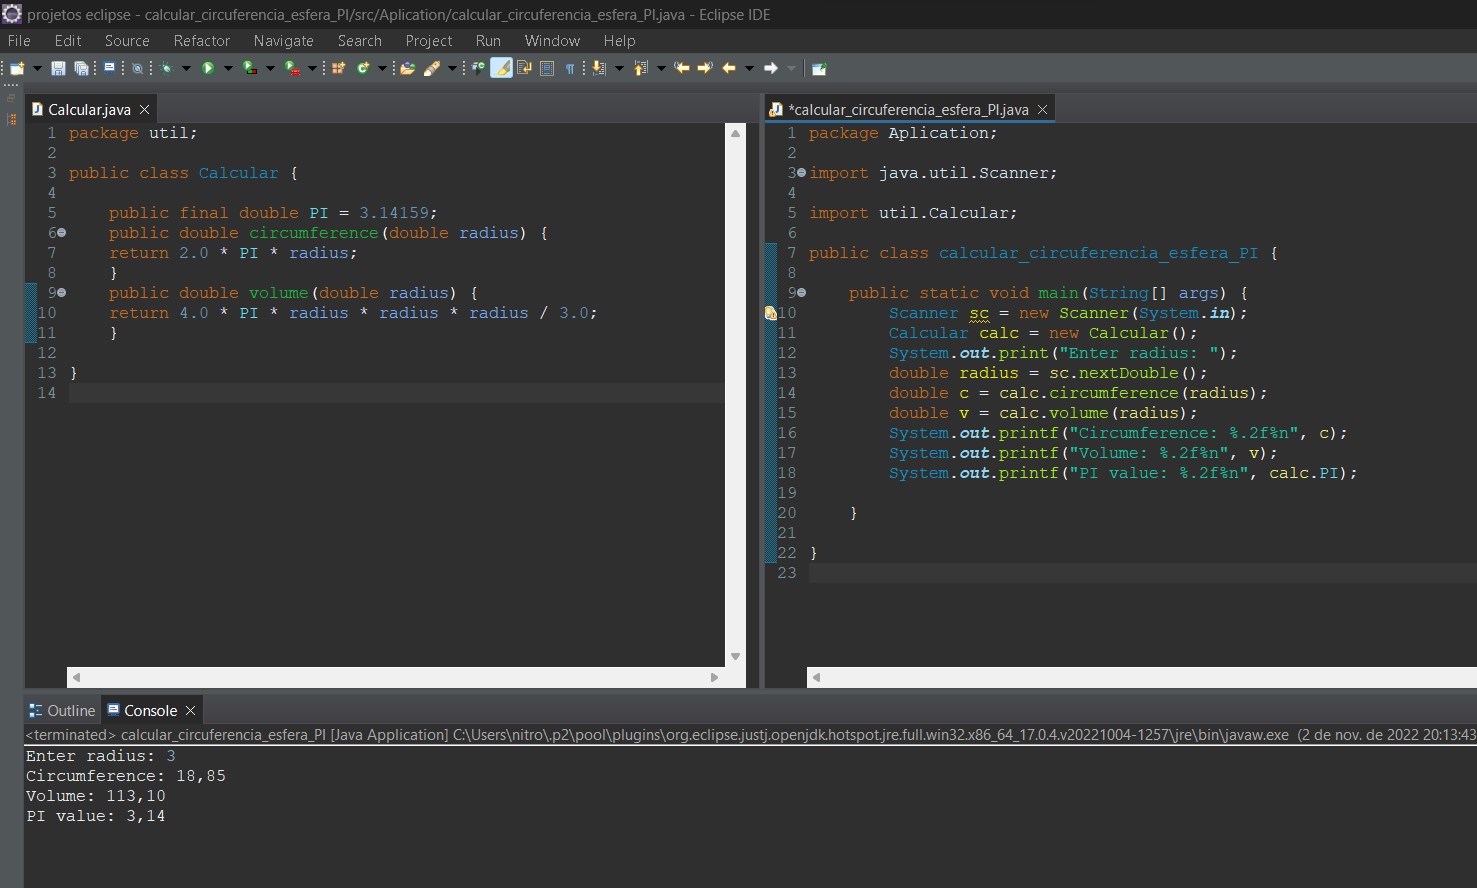 projetos eclipse - calcular_circuferencia_esfera_PI/src/Aplication/calcular_circuferencia_esfera_PI.java - Eclipse IDE
File Edit Source Refactor Navigate Search Project Run Window Help
Calcular.java
1 package util;
2
3 public class Calcular {
4
5 public final double PI = 3.14159;
6 public double circumference(double radius) {
7 return 2.0 * PI * radius;
8 }
9 public double volume(double radius) {
10 return 4.0 * PI * radius * radius * radius / 3.0;
11 }
12
13 }
14
*calcular_circuferencia_esfera_PI.java
1 package Aplication;
2
3 import java.util.Scanner;
4
5 import util.Calcular;
6
7 public class calcular_circuferencia_esfera_PI {
8
9 public static void main(String[] args) {
10 Scanner sc = new Scanner(System.in);
11 Calcular calc = new Calcular();
12 System.out.print("Enter radius: ");
13 double radius = sc.nextDouble();
14 double c = calc.circumference(radius);
15 double v = calc.volume(radius);
16 System.out.printf("Circumference: %.2f%n", c);
17 System.out.printf("Volume: %.2f%n", v);
18 System.out.printf("PI value: %.2f%n", calc.PI);
19
20 }
21
22 }
23
Outline Console
<terminated> calcular_circuferencia_esfera_PI [Java Application] C:\Users\nitro\.p2\pool\plugins\org.eclipse.justj.openjdk.hotspot.jre.full.win32.x86_64_17.0.4.v20221004-1257\jre\bin\javaw.exe (2 de nov. de 2022 20:13:43
Enter radius: 3
Circumference: 18,85
Volume: 113,10
PI value: 3,14